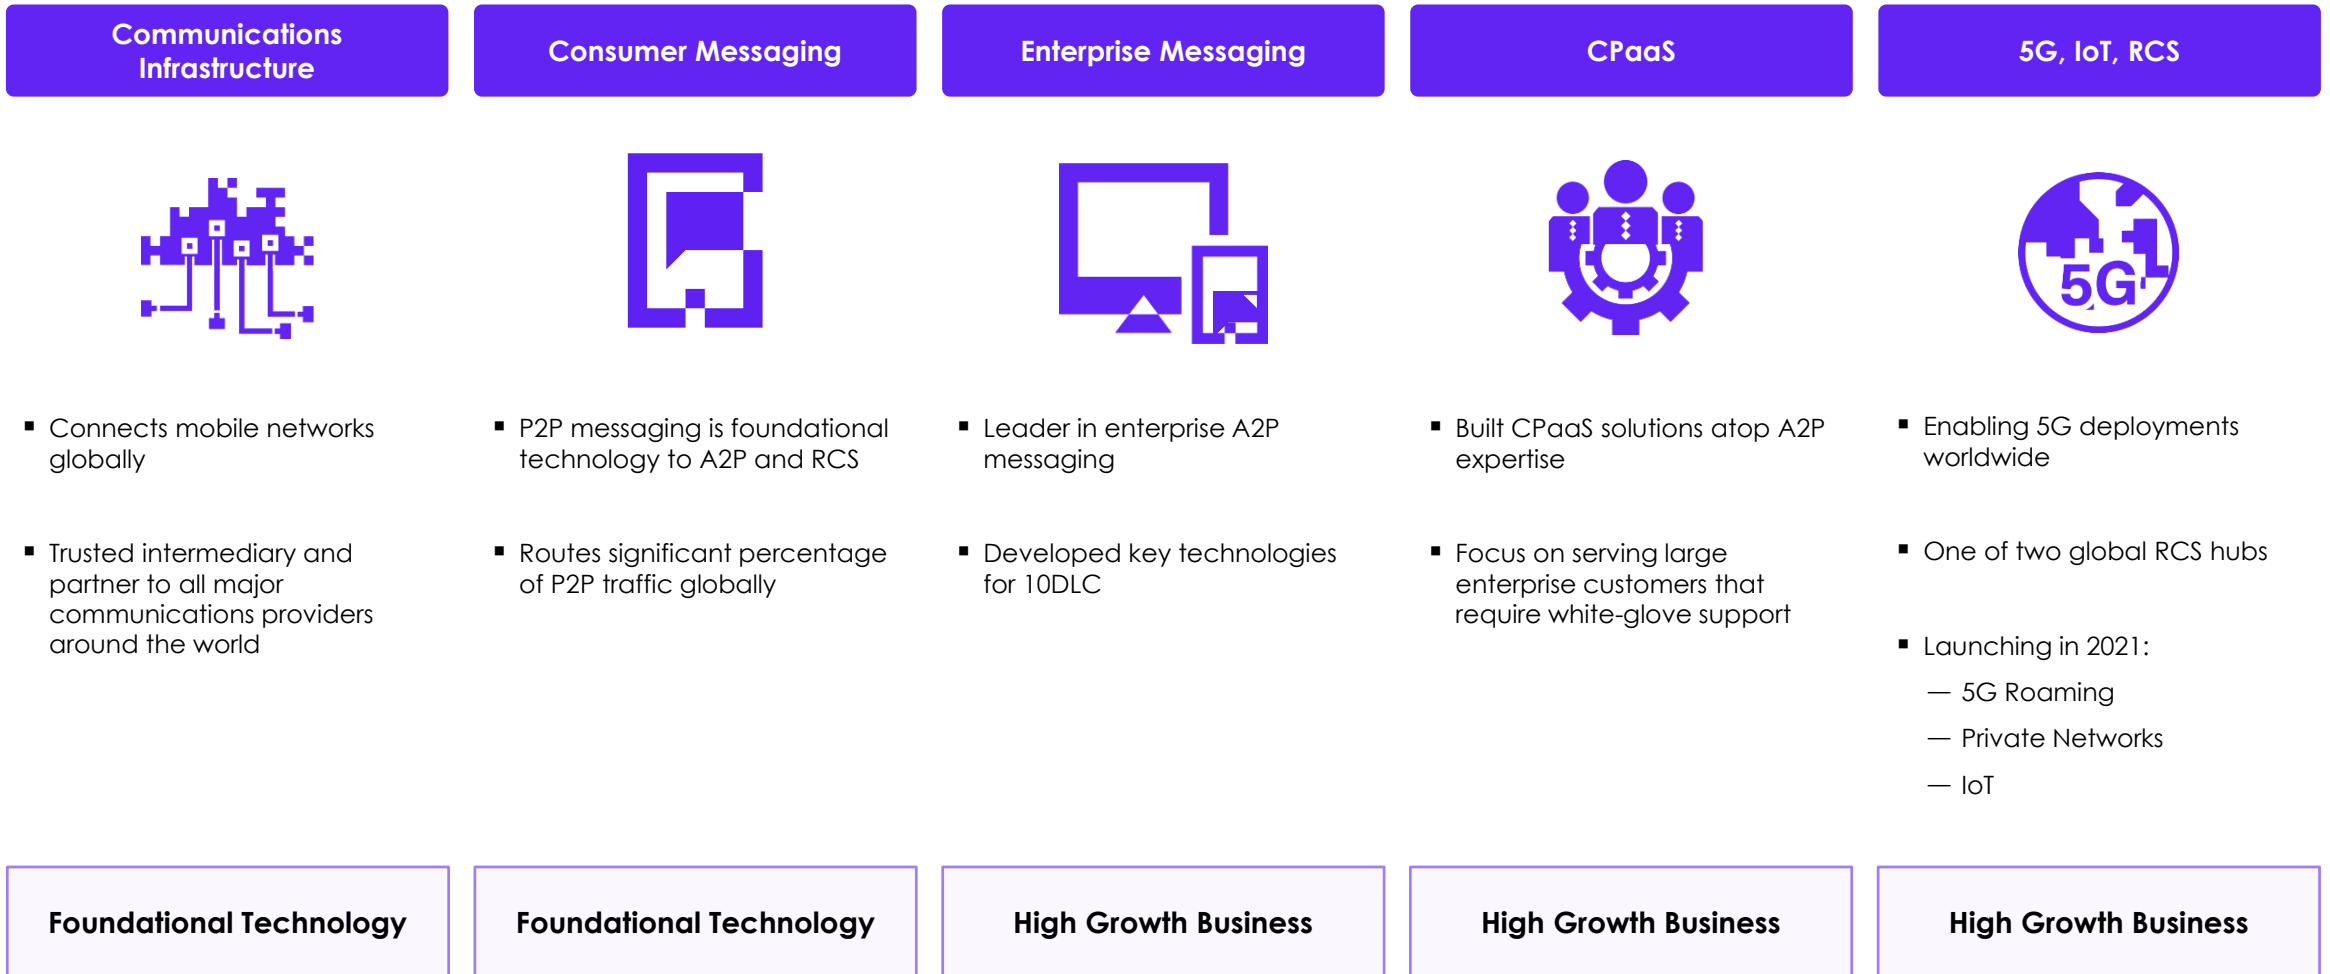 Communications
Infrastructure
Consumer Messaging
Enterprise Messaging
CPaaS
5G, IoT, RCS
5G
▪ Connects mobile networks
globally
▪ Trusted intermediary and
partner to all major
communications providers
around the world
▪ P2P messaging is foundational
technology to A2P and RCS
▪ Routes significant percentage
of P2P traffic globally
▪ Leader in enterprise A2P
messaging
▪ Developed key technologies
for 10DLC
▪ Built CPaaS solutions atop A2P
expertise
▪ Focus on serving large
enterprise customers that
require white-glove support
▪ Enabling 5G deployments
worldwide
▪ One of two global RCS hubs
▪ Launching in 2021:
— 5G Roaming
— Private Networks
— IoT
Foundational Technology
Foundational Technology
High Growth Business
High Growth Business
High Growth Business